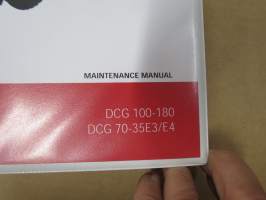 MAINTENANCE MANUAL
DCG 100-180
DCG 70-35E3/E4